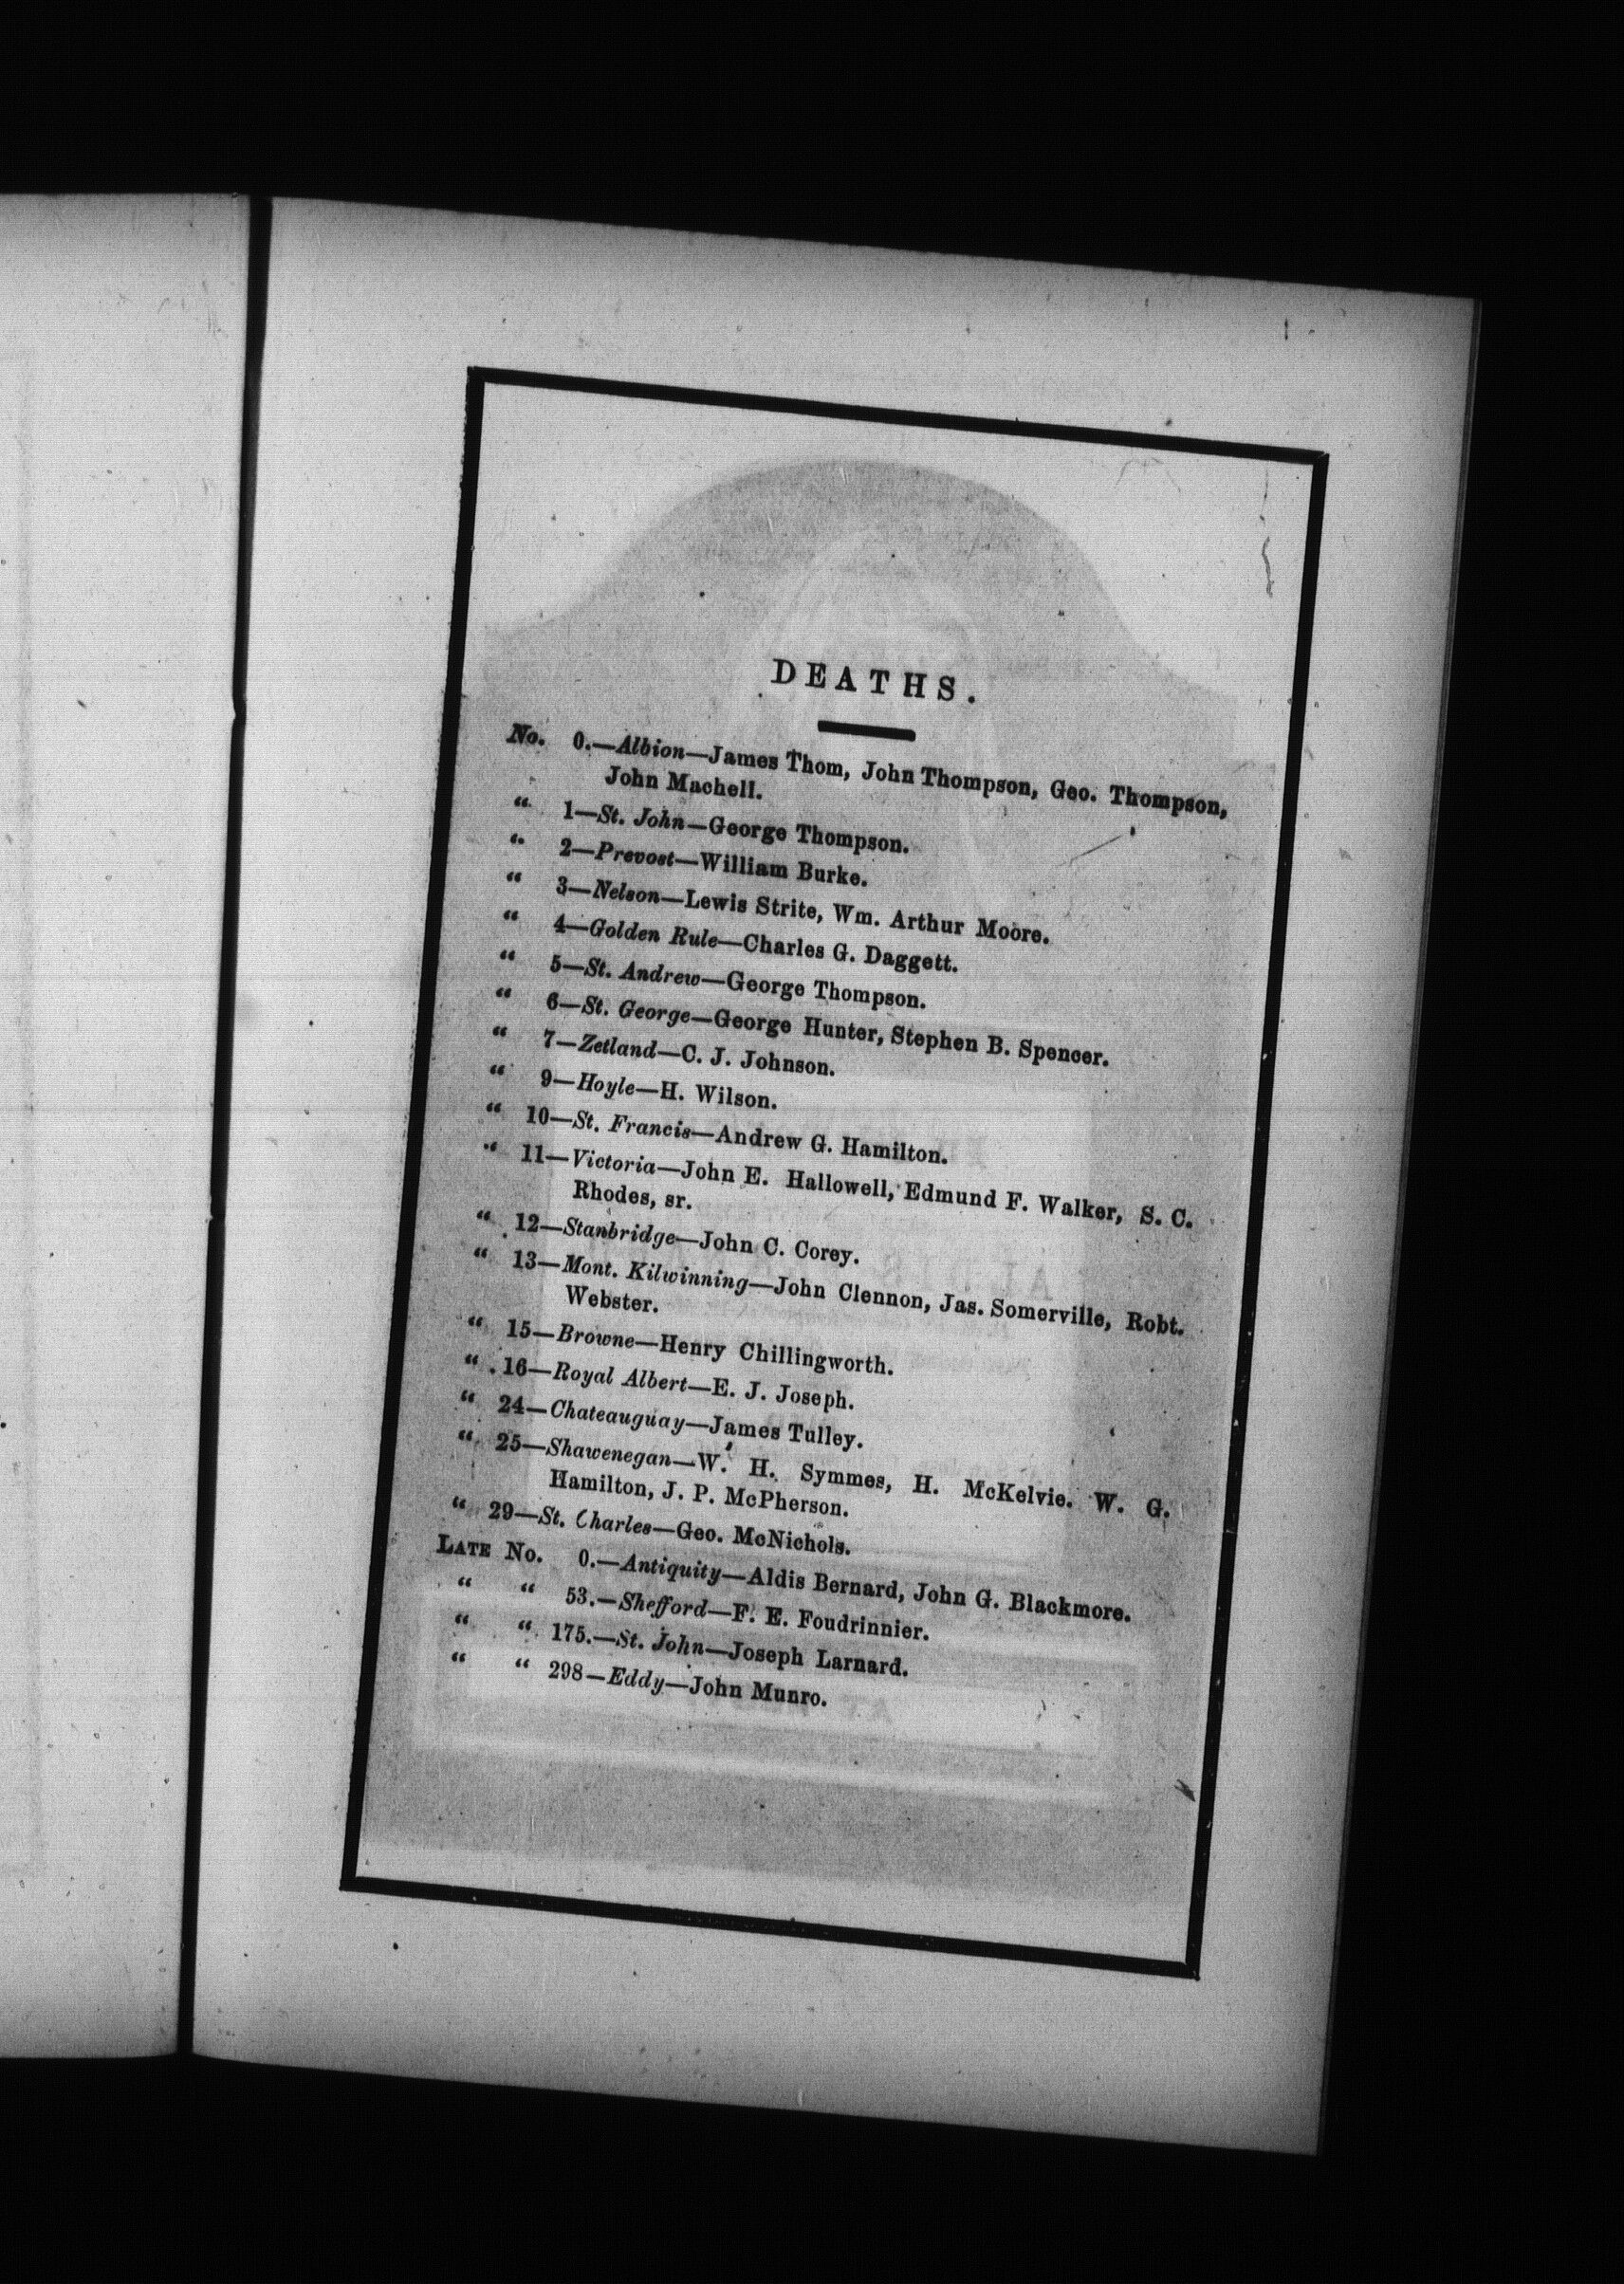 DEATHS.
No. 0.—Albion—James Thom, John Thompson, Geo. Thompson,
John Machell.
“ 1—St. John—George Thompson.
“ 2—Prevost—William Burke.
“ 3—Nelson—Lewis Strite, Wm. Arthur Moore.
“ 4—Golden Rule—Charles G. Daggett.
“ 5—St. Andrew—George Thompson.
“ 6—St. George—George Hunter, Stephen B. Spencer.
“ 7—Zetland—C. J. Johnson.
“ 9—Hoyle—H. Wilson.
“ 10—St. Francis—Andrew G. Hamilton.
“ 11—Victoria—John E. Hallowell, Edmund F. Walker, S. C.
Rhodes, sr.
“ 12—Stanbridge—John C. Corey.
“ 13—Mont. Kilwinning—John Clennon, Jas. Somerville, Robt.
Webster.
“ 15—Browne—Henry Chillingworth.
“ 16—Royal Albert—E. J. Joseph.
“ 24—Chateauguay—James Tulley.
“ 25—Shawenegan—W. H. Symmes, H. McKelvie. W. G.
Hamilton, J. P. McPherson.
“ 29—St. Charles—Geo. McNichols.
LATE No. 0.—Antiquity—Aldis Bernard, John G. Blackmore.
“ “ 53.—Shefford—F. E. Foudrinnier.
“ “ 175.—St. John—Joseph Larnard.
“ “ 298—Eddy—John Munro.